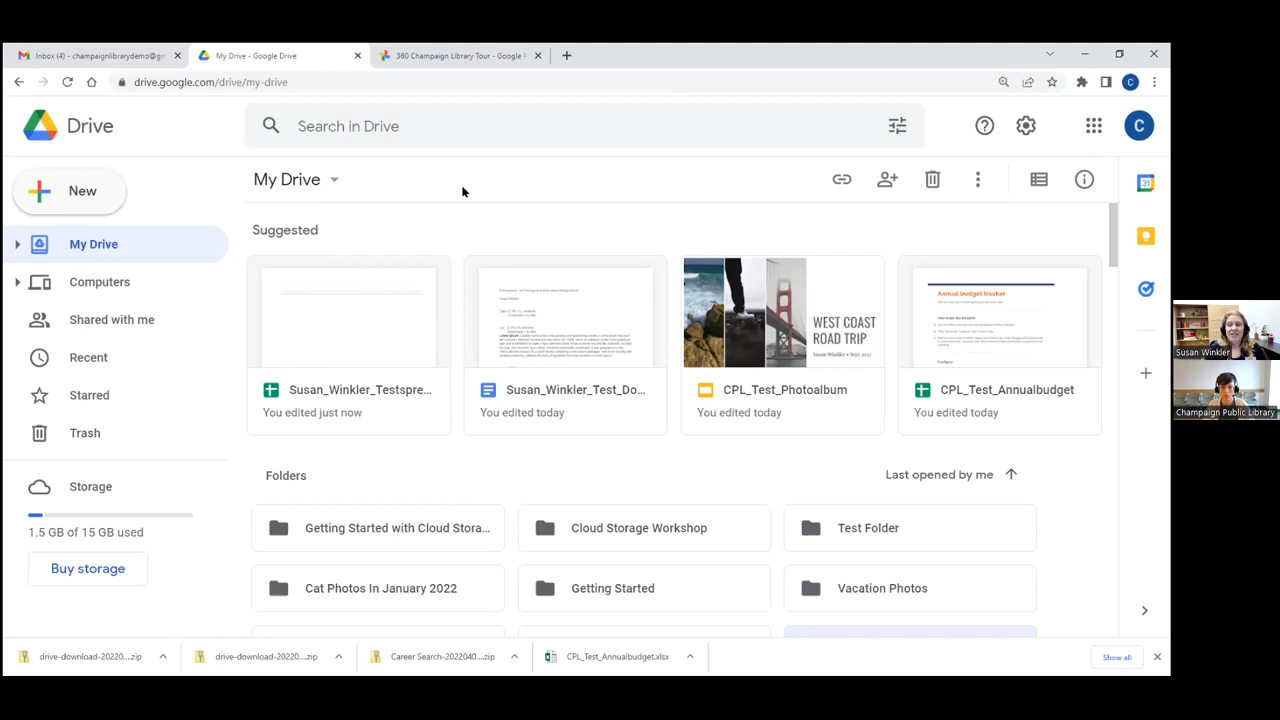 Inbox (4) - champaignlibrarydemo@gm
My Drive - Google Drive
360 Champaign Library Tour - Google P
drive.google.com/drive/my-drive
C
Drive
Search in Drive
C
New
My Drive
31
My Drive
Computers
Shared with me
Recent
Starred
Trash
Storage
1.5 GB of 15 GB used
Buy storage
Suggested
WEST COAST
ROAD TRIP
Susan Winkler • Sept 2017
Annual budget tracker
Susan_Winkler_Testspre...
Susan_Winkler_Test_Do...
CPL_Test_Photoalbum
CPL_Test_Annualbudget
You edited just now
You edited today
You edited today
You edited today
Folders
Last opened by me
Getting Started with Cloud Stora...
Cloud Storage Workshop
Test Folder
Cat Photos In January 2022
Getting Started
Vacation Photos
drive-download-20220....zip
drive-download-20220....zip
Career Search-2022040....zip
CPL_Test_Annualbudget.xlsx
Show all
Susan Winkler
Champaign Public Library